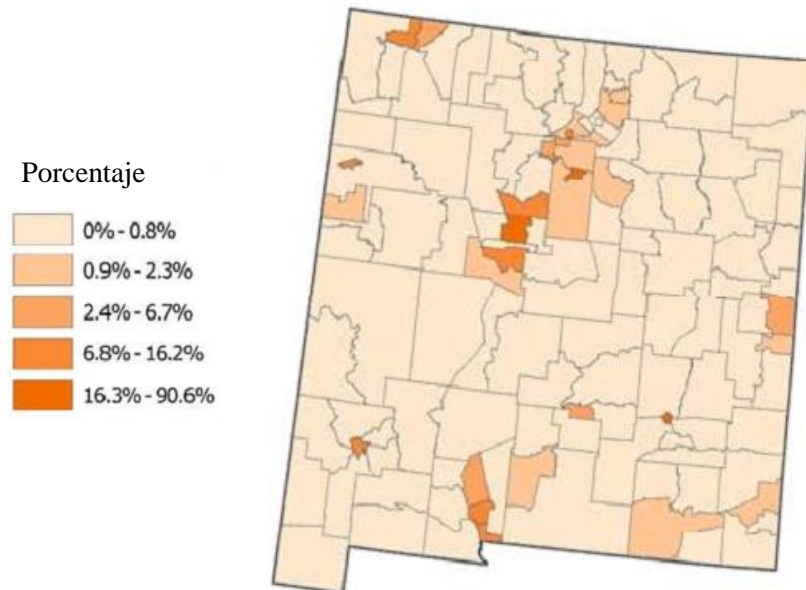 Porcentaje
0% - 0.8%
0.9% - 2.3%
2.4% - 6.7%
6.8% - 16.2%
16.3% - 90.6%